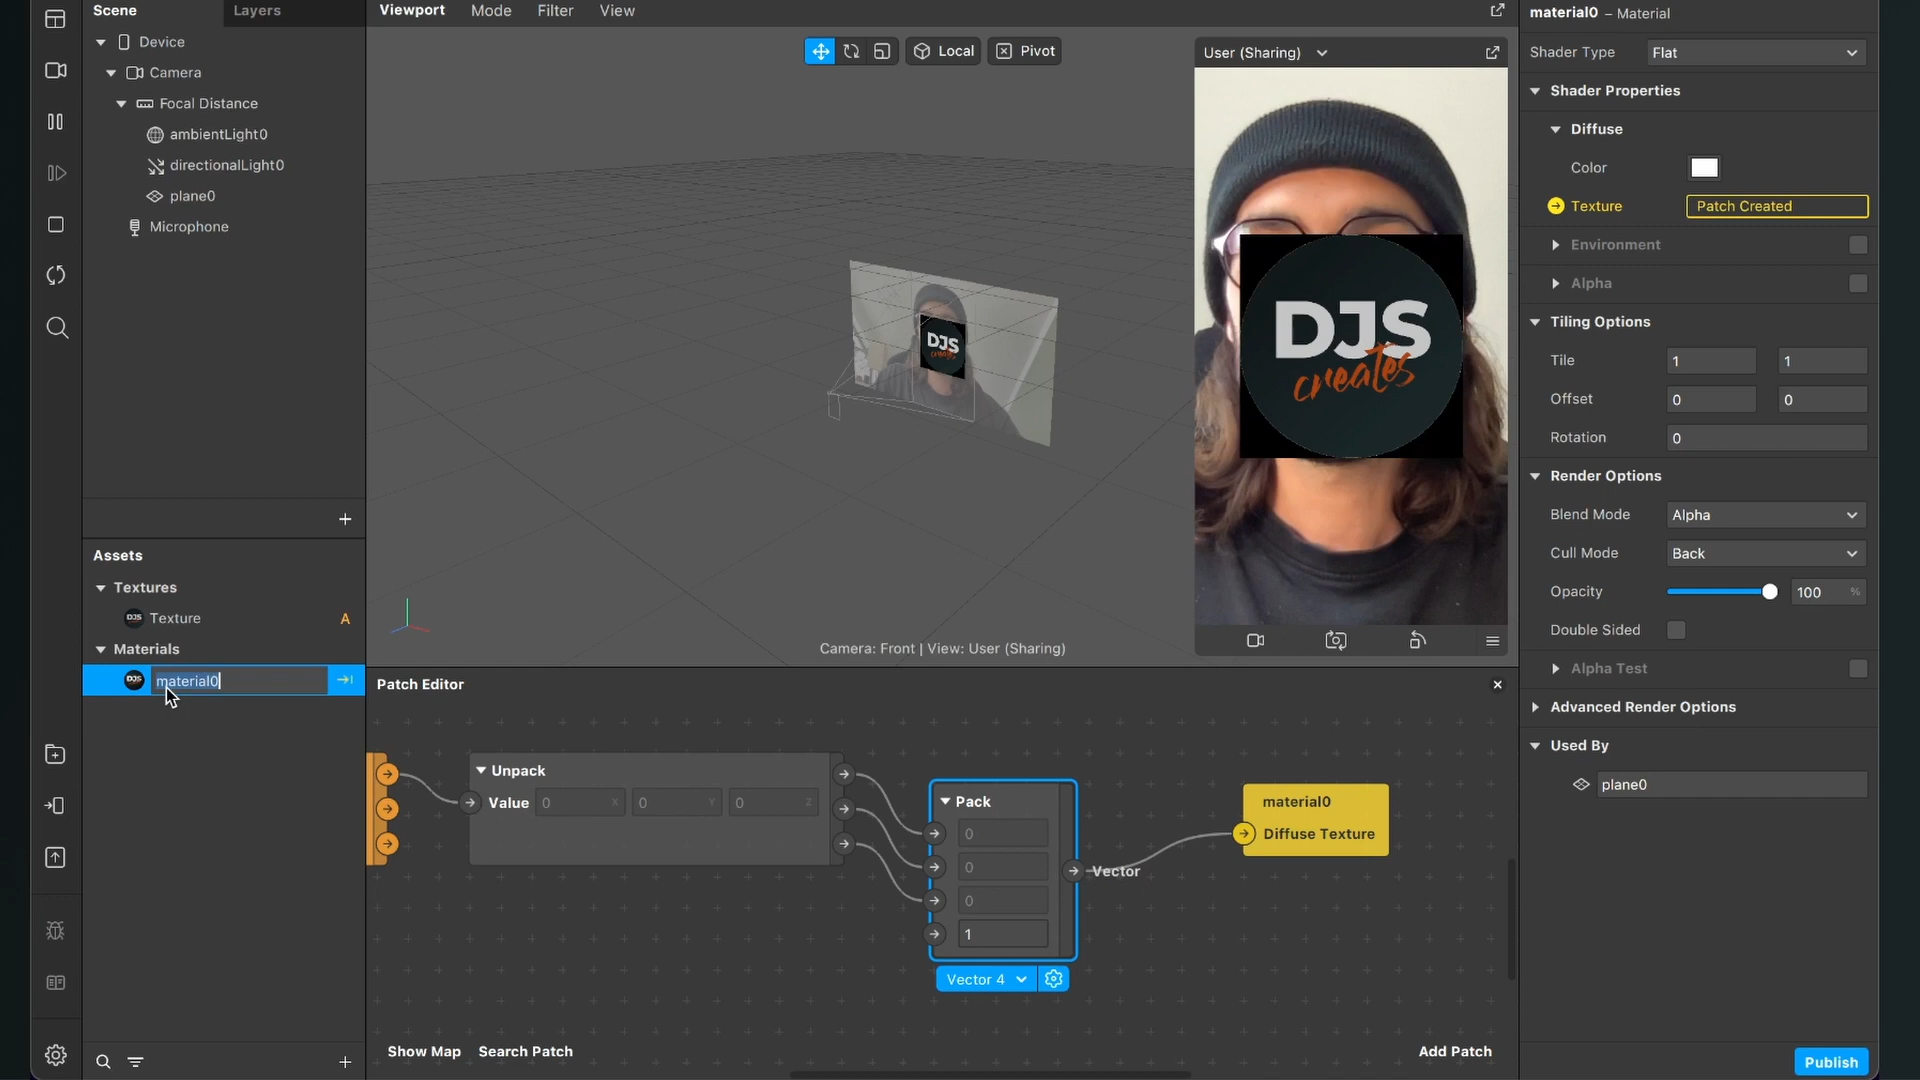 Scene
Layers
Device
Camera
Focal Distance
ambientLight0
directionalLight0
plane0
Microphone
Assets
Textures
DJS Texture A
Materials
DJS material0
Viewport Mode Filter View
Local
Pivot
DJS
creates
Camera: Front | View: User (Sharing)
User (Sharing)
DJS
creates
Patch Editor
Unpack
Value 0 X 0 Y 0 Z
Pack
0
0
0
1
Vector
Vector 4
material0
Diffuse Texture
Show Map Search Patch
Add Patch
material0 – Material
Shader Type Flat
Shader Properties
Diffuse
Color
Texture Patch Created
Environment
Alpha
Tiling Options
Tile 1 1
Offset 0 0
Rotation 0
Render Options
Blend Mode Alpha
Cull Mode Back
Opacity 100 %
Double Sided
Alpha Test
Advanced Render Options
Used By
plane0
Publish